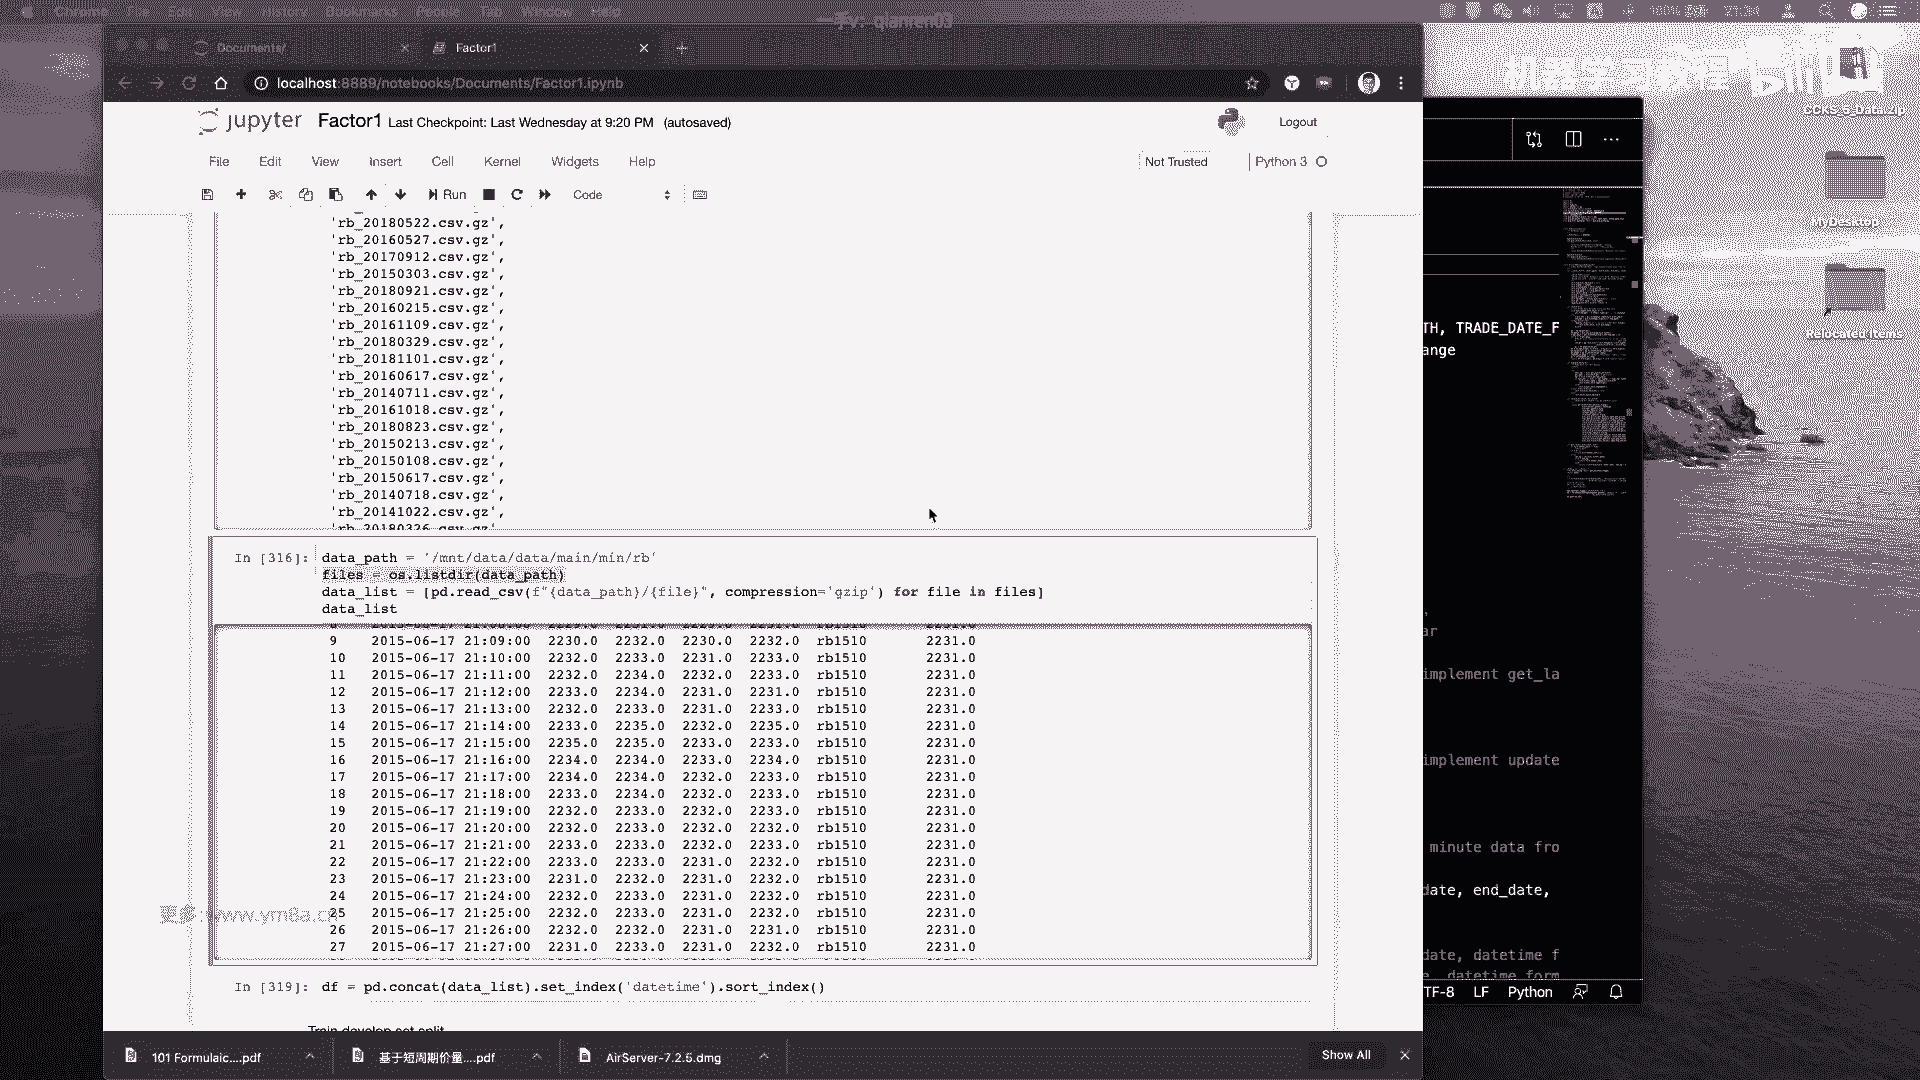 Chrome File Edit View History Bookmarks People Tab Window Help
Documents/
Factor1
localhost:8889/notebooks/Documents/Factor1.ipynb
机器学习教程
CCKS_5_Data.zip
jupyter Factor1 Last Checkpoint: Last Wednesday at 9:20 PM (autosaved)
Logout
File Edit View Insert Cell Kernel Widgets Help
Not Trusted
Python 3
Run
Code
MyDesktop
Relocated Items
'rb_20180522.csv.gz',
'rb_20160527.csv.gz',
'rb_20170912.csv.gz',
'rb_20150303.csv.gz',
'rb_20180921.csv.gz',
'rb_20160215.csv.gz',
'rb_20161109.csv.gz',
'rb_20180329.csv.gz',
'rb_20181101.csv.gz',
'rb_20160617.csv.gz',
'rb_20140711.csv.gz',
'rb_20161018.csv.gz',
'rb_20180823.csv.gz',
'rb_20150213.csv.gz',
'rb_20150108.csv.gz',
'rb_20150617.csv.gz',
'rb_20140718.csv.gz',
'rb_20141022.csv.gz',
'rb_20180326.csv.gz',
TH, TRADE_DATE_F
ange
ar
implement get_la
implement update
minute data fro
date, end_date,
date, datetime f
datetime form
In [316]: data_path = '/mnt/data/data/main/min/rb'
files = os.listdir(data_path)
data_list = [pd.read_csv(f"{data_path}/{file}", compression='gzip') for file in files]
data_list
9 2015-06-17 21:09:00 2230.0 2232.0 2230.0 2232.0 rb1510 2231.0
10 2015-06-17 21:10:00 2232.0 2233.0 2231.0 2233.0 rb1510 2231.0
11 2015-06-17 21:11:00 2232.0 2234.0 2232.0 2233.0 rb1510 2231.0
12 2015-06-17 21:12:00 2233.0 2234.0 2231.0 2231.0 rb1510 2231.0
13 2015-06-17 21:13:00 2232.0 2233.0 2231.0 2233.0 rb1510 2231.0
14 2015-06-17 21:14:00 2233.0 2235.0 2232.0 2235.0 rb1510 2231.0
15 2015-06-17 21:15:00 2235.0 2235.0 2233.0 2233.0 rb1510 2231.0
16 2015-06-17 21:16:00 2234.0 2234.0 2233.0 2234.0 rb1510 2231.0
17 2015-06-17 21:17:00 2234.0 2234.0 2232.0 2233.0 rb1510 2231.0
18 2015-06-17 21:18:00 2233.0 2234.0 2232.0 2233.0 rb1510 2231.0
19 2015-06-17 21:19:00 2232.0 2233.0 2232.0 2233.0 rb1510 2231.0
20 2015-06-17 21:20:00 2232.0 2233.0 2232.0 2232.0 rb1510 2231.0
21 2015-06-17 21:21:00 2233.0 2233.0 2232.0 2233.0 rb1510 2231.0
22 2015-06-17 21:22:00 2233.0 2233.0 2231.0 2232.0 rb1510 2231.0
23 2015-06-17 21:23:00 2231.0 2232.0 2231.0 2232.0 rb1510 2231.0
24 2015-06-17 21:24:00 2232.0 2233.0 2232.0 2233.0 rb1510 2231.0
25 2015-06-17 21:25:00 2232.0 2233.0 2231.0 2232.0 rb1510 2231.0
26 2015-06-17 21:26:00 2232.0 2232.0 2231.0 2231.0 rb1510 2231.0
27 2015-06-17 21:27:00 2231.0 2233.0 2231.0 2232.0 rb1510 2231.0
更多:www.ym8a.cn
In [319]: df = pd.concat(data_list).set_index('datetime').sort_index()
Train develop set split
TF-8 LF Python
101 Formulaic....pdf
基于短周期价量....pdf
AirServer-7.2.5.dmg
Show All